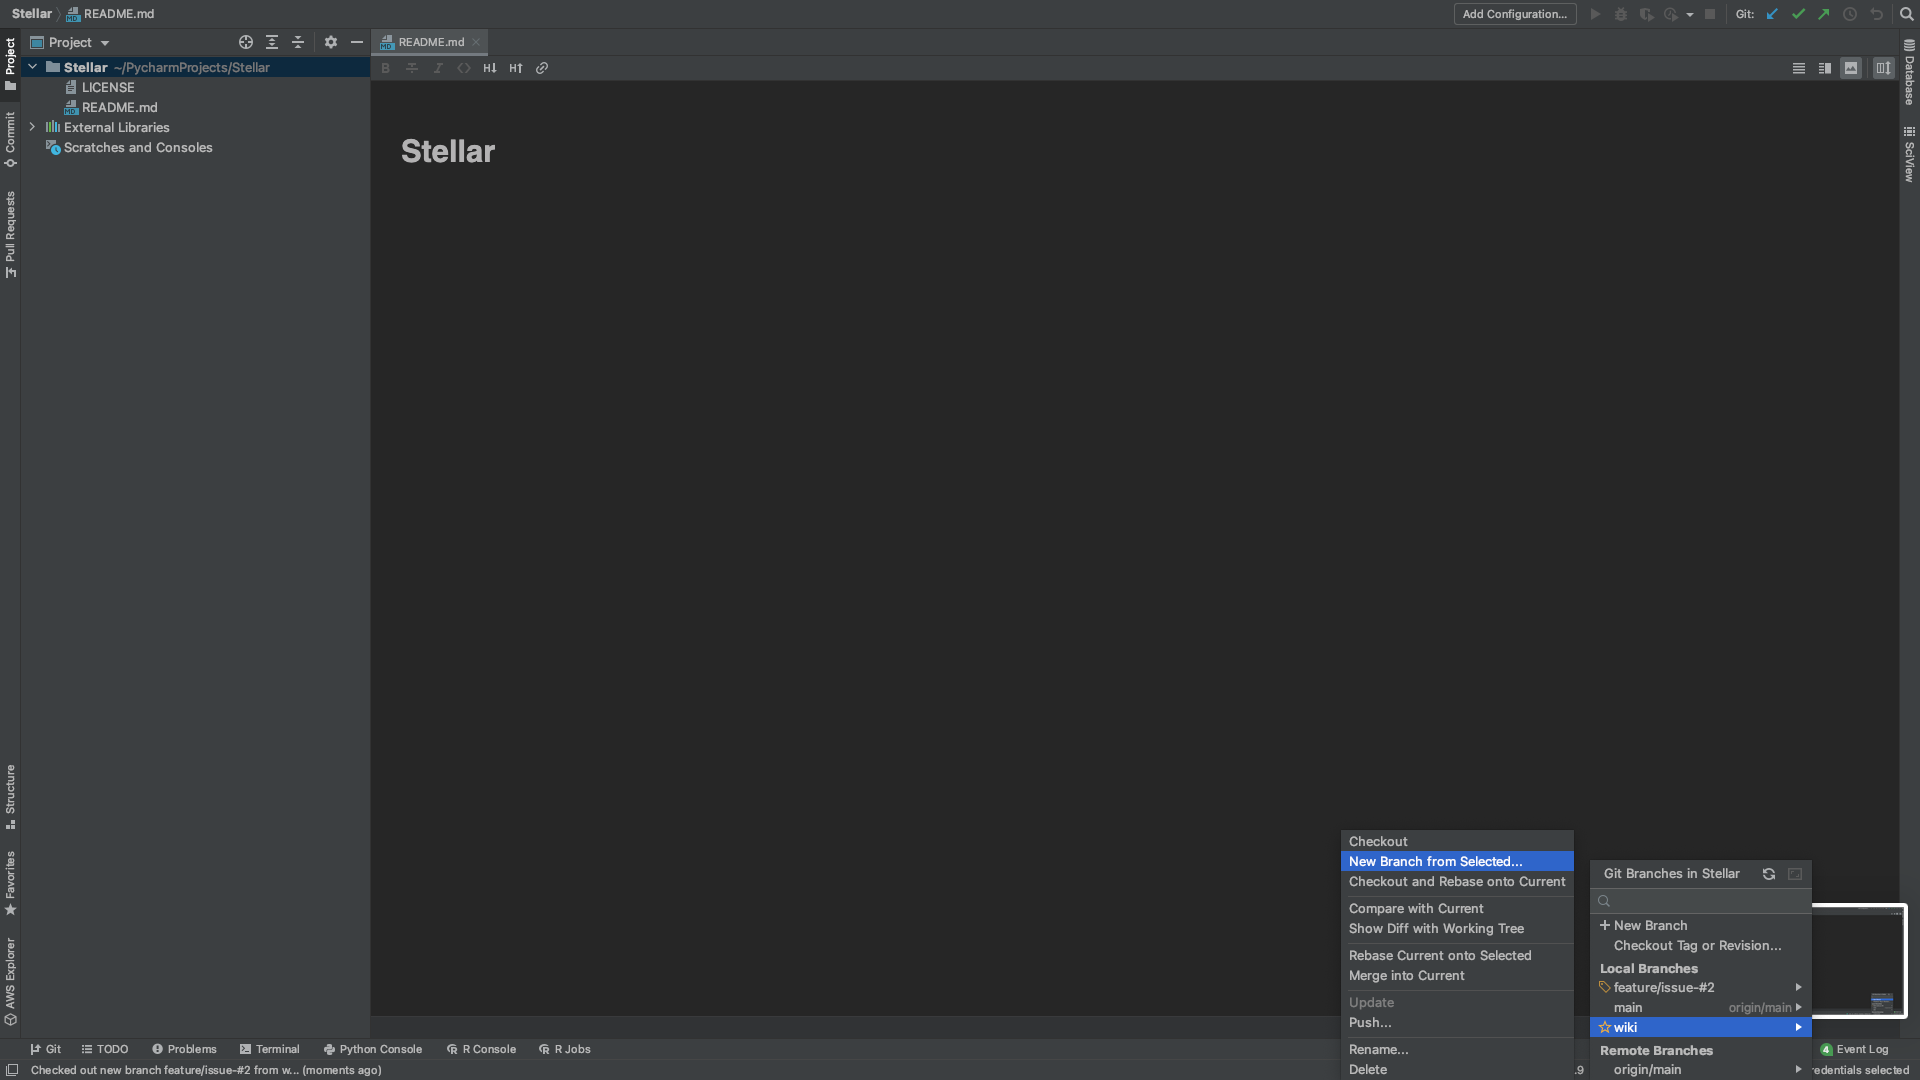 Stellar
README.md
Add Configuration...
Git:
Project
README.md
Stellar ~/PycharmProjects/Stellar
LICENSE
README.md
External Libraries
Scratches and Consoles
B
I
H↓
H↑
Stellar
Project
Commit
Pull Requests
Structure
Favorites
AWS Explorer
Database
SciView
Checkout
New Branch from Selected...
Checkout and Rebase onto Current
Compare with Current
Show Diff with Working Tree
Rebase Current onto Selected
Merge into Current
Update
Push...
Rename...
Delete
Git Branches in Stellar
+ New Branch
Checkout Tag or Revision...
Local Branches
feature/issue-#2
main origin/main
wiki
Remote Branches
origin/main
Git
TODO
Problems
Terminal
Python Console
R Console
R Jobs
4 Event Log
Checked out new branch feature/issue-#2 from w... (moments ago)
.9
redentials selected